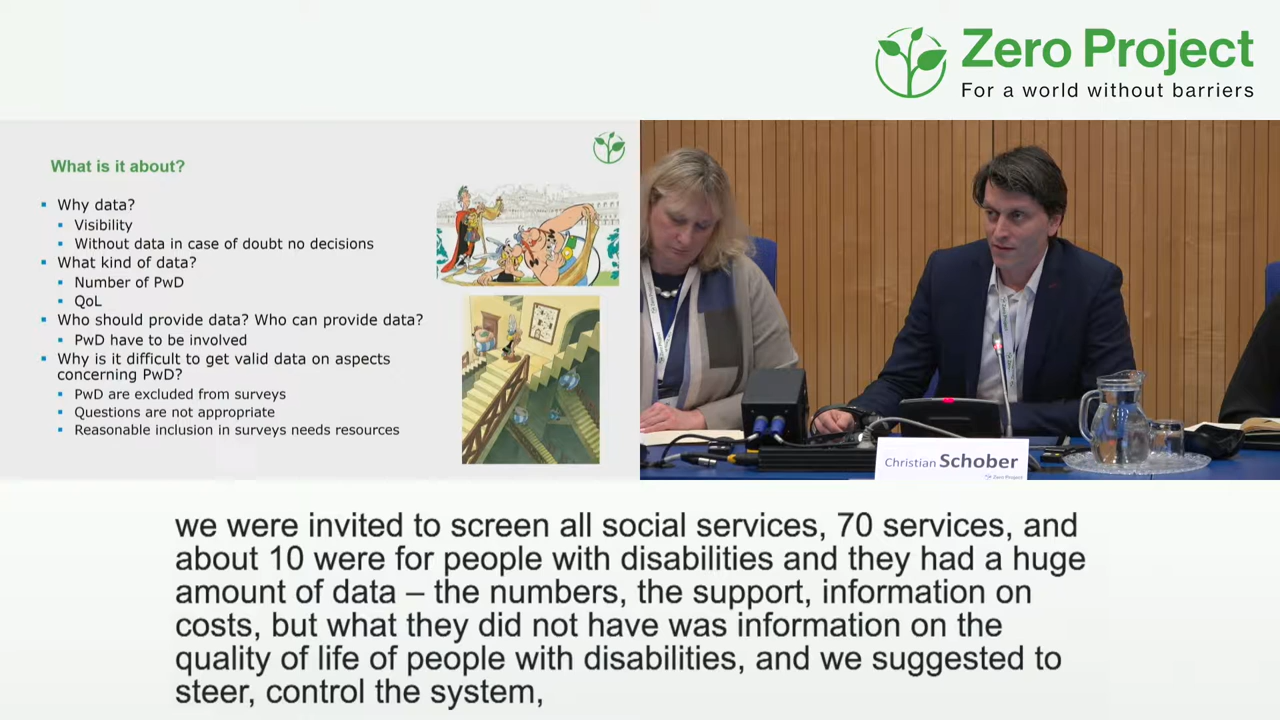 Zero Project
For a world without barriers
What is it about?
Why data?
Visibility
Without data in case of doubt no decisions
What kind of data?
Number of PwD
QoL
Who should provide data? Who can provide data?
PwD have to be involved
Why is it difficult to get valid data on aspects
concerning PwD?
PwD are excluded from surveys
Questions are not appropriate
Reasonable inclusion in surveys needs resources
Christian Schober
Zero Project
we were invited to screen all social services, 70 services, and
about 10 were for people with disabilities and they had a huge
amount of data – the numbers, the support, information on
costs, but what they did not have was information on the
quality of life of people with disabilities, and we suggested to
steer, control the system,